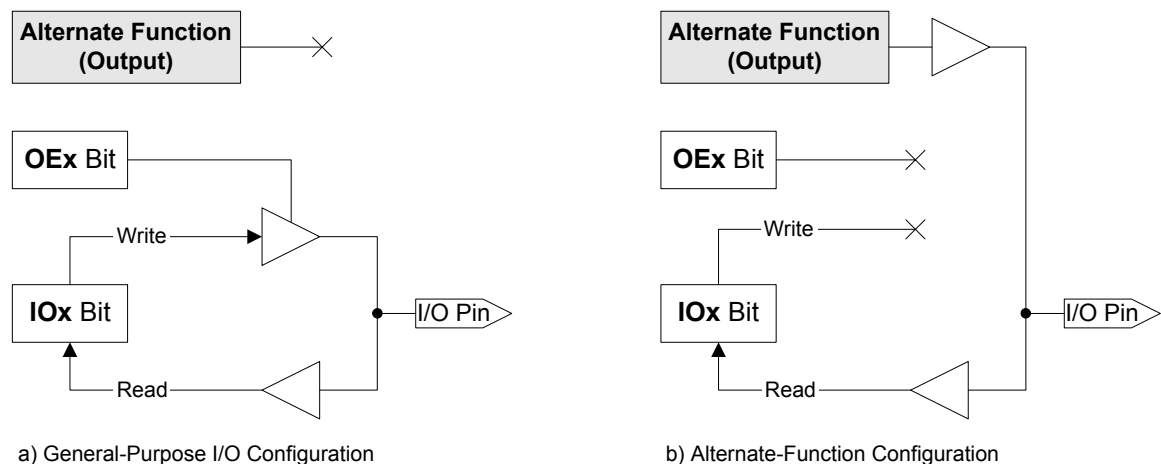 Alternate Function
(Output)
OEx Bit
Write
IOx Bit
I/O Pin
Read
a) General-Purpose I/O Configuration
Alternate Function
(Output)
OEx Bit
Write
IOx Bit
I/O Pin
Read
b) Alternate-Function Configuration